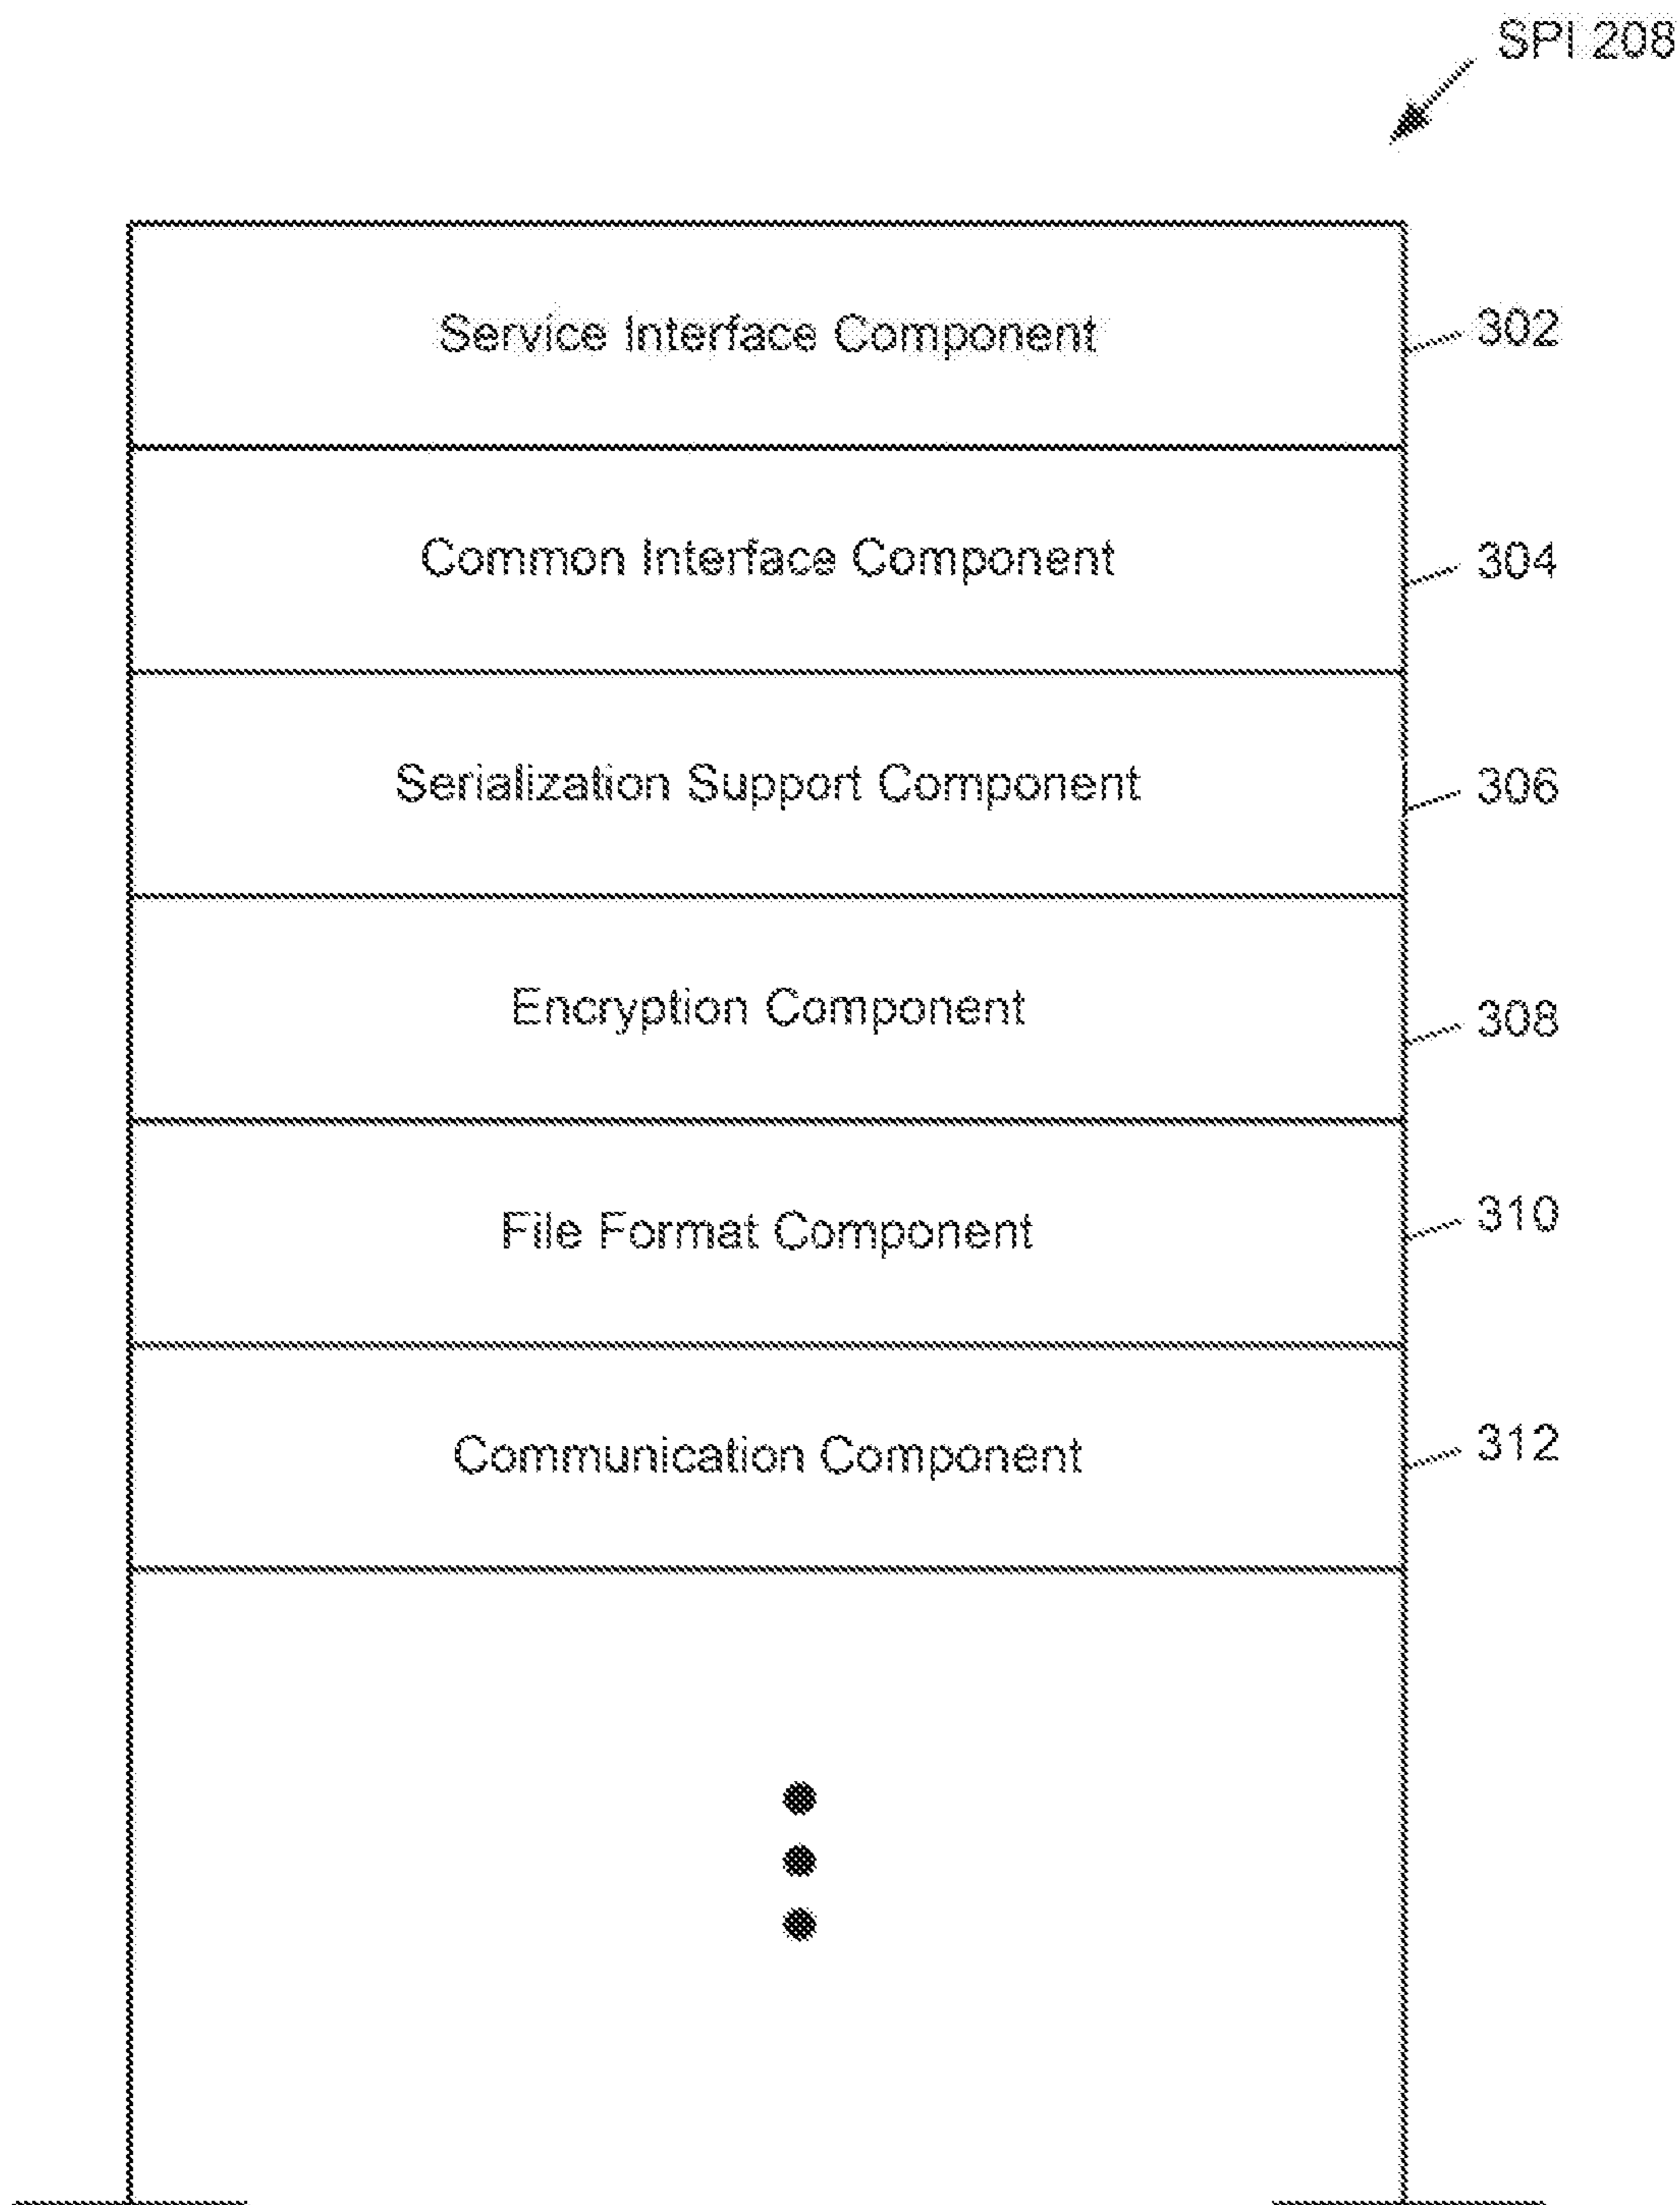 SPI 208
Service Interface Component 302
Common Interface Component 304
Serialization Support Component 306
Encryption Component 308
File Format Component 310
Communication Component 312